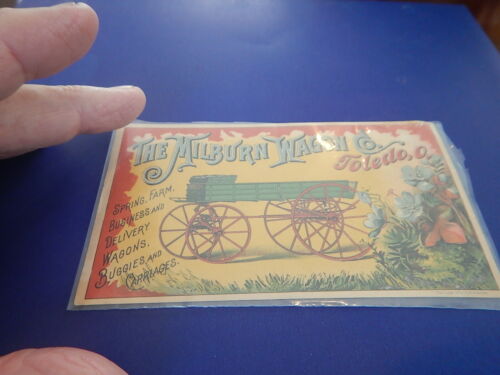 THE MILBURN WAGON CO.
Toledo, O.
SPRING, FARM,
BUSINESS AND
DELIVERY
WAGONS,
BUGGIES AND
CARRIAGES.